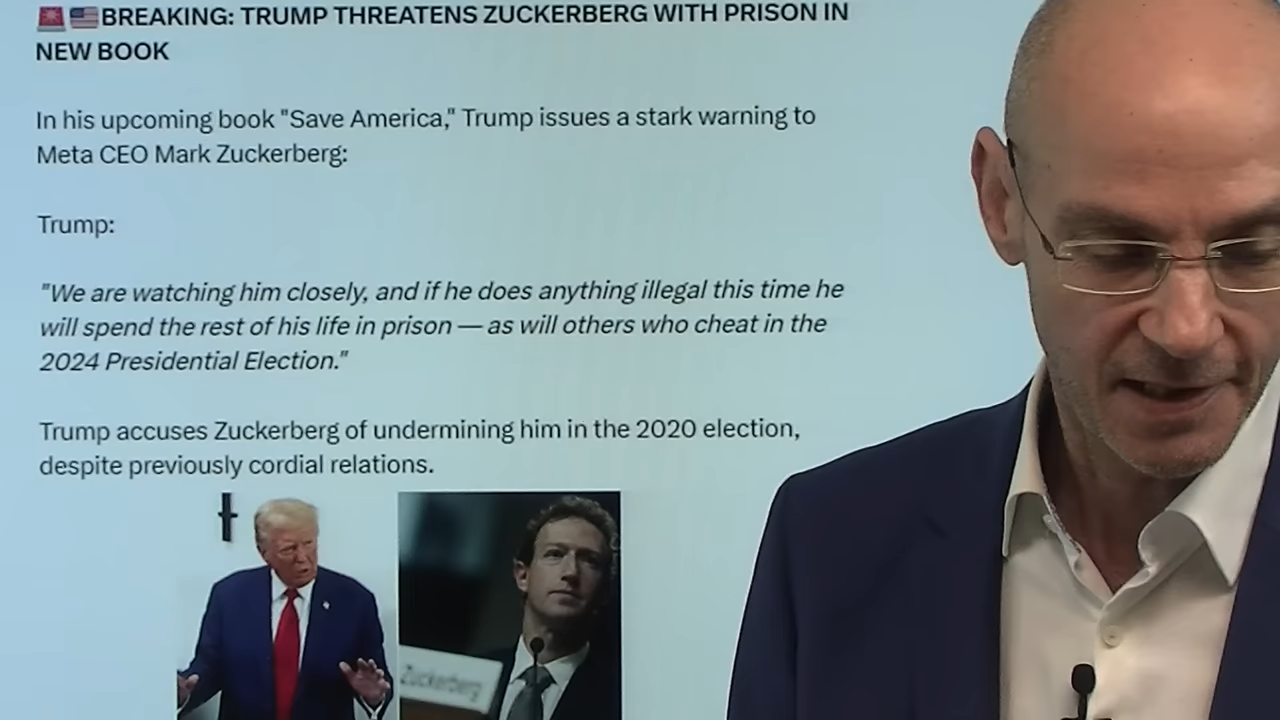 🚨🇺🇸BREAKING: TRUMP THREATENS ZUCKERBERG WITH PRISON IN
NEW BOOK
In his upcoming book "Save America," Trump issues a stark warning to
Meta CEO Mark Zuckerberg:
Trump:
"We are watching him closely, and if he does anything illegal this time he
will spend the rest of his life in prison — as will others who cheat in the
2024 Presidential Election."
Trump accuses Zuckerberg of undermining him in the 2020 election,
despite previously cordial relations.
Zuckerberg